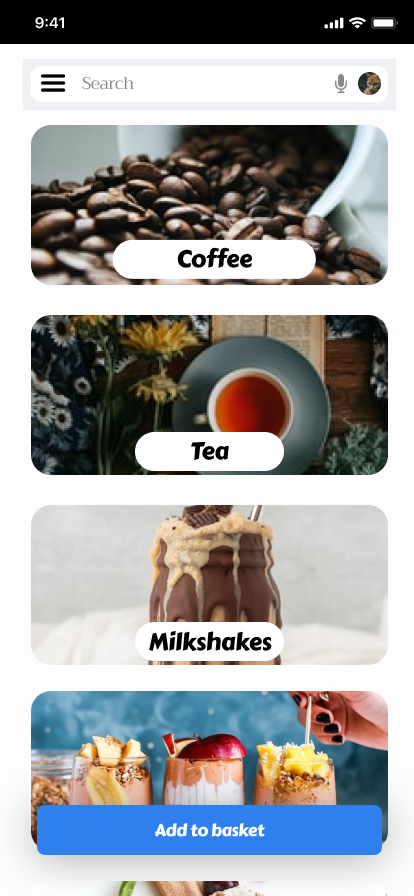 9:41
Search
Coffee
Tea
Milkshakes
Add to basket